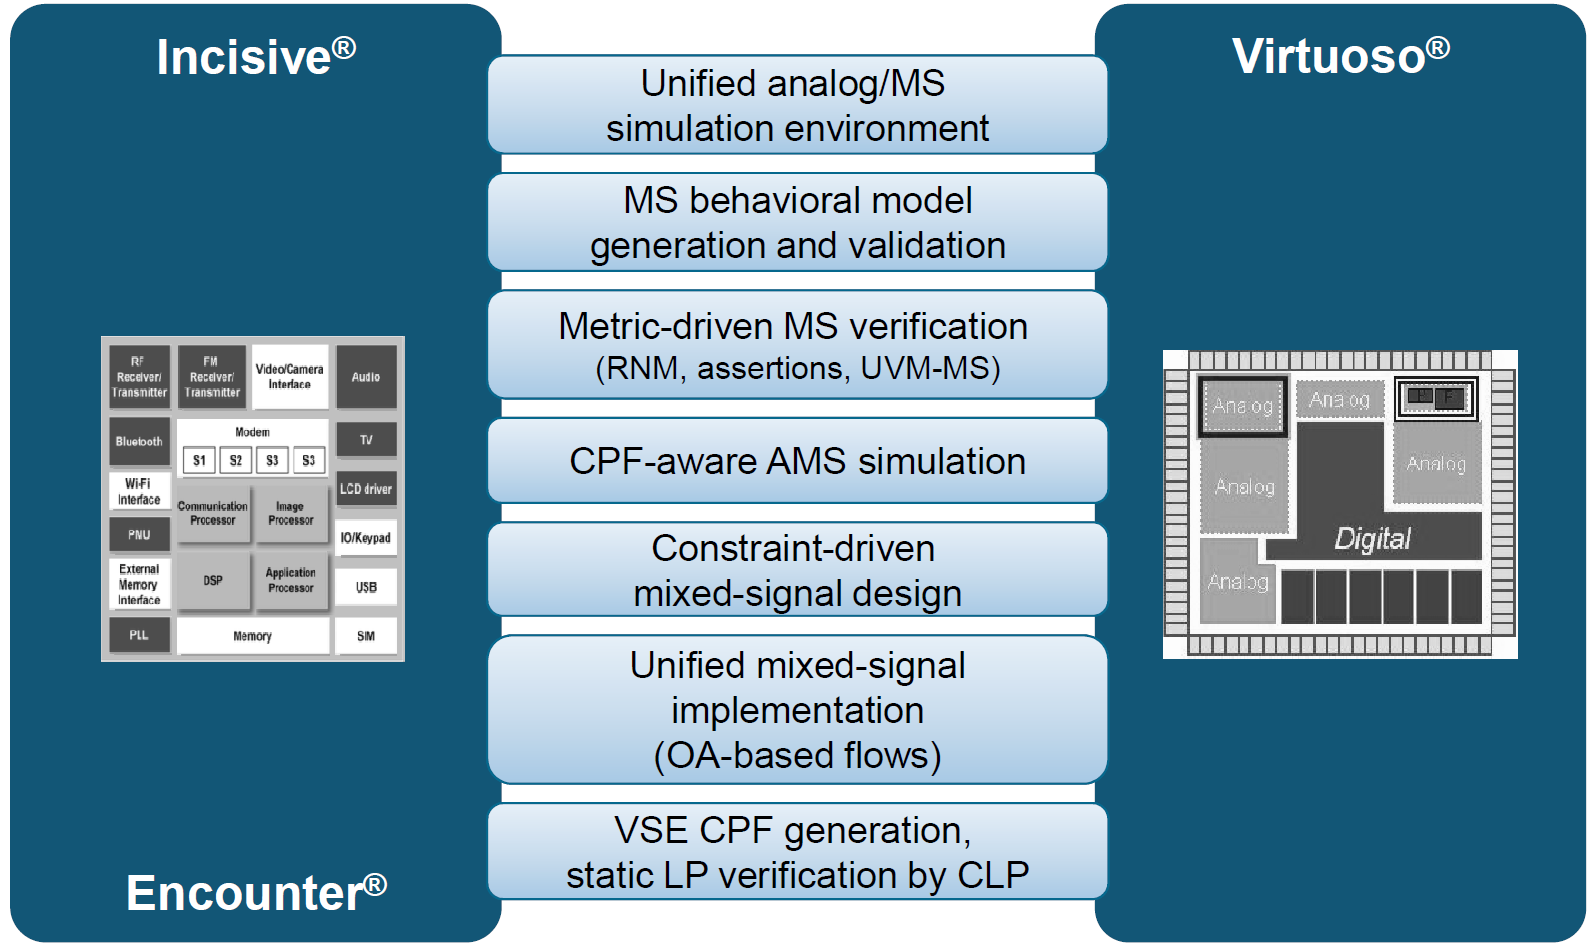 Incisive®
Virtuoso®
Unified analog/MS
simulation environment
MS behavioral model
generation and validation
Metric-driven MS verification
(RNM, assertions, UVM-MS)
CPF-aware AMS simulation
Constraint-driven
mixed-signal design
Unified mixed-signal
implementation
(OA-based flows)
VSE CPF generation,
static LP verification by CLP
Encounter®
RF
Receiver/
Transmitter
FM
Receiver/
Transmitter
Video/Camera
Interface
Audio
Bluetooth
Modem
S1 S2 S3 S3
TV
Wi-Fi
Interface
LCD driver
Communication
Processor
Image
Processor
PNU
IO/Keypad
External
Memory
Interface
DSP
Application
Processor
USB
PLL
Memory
SIM
Analog
Analog
Analog
Analog
Digital
Analog